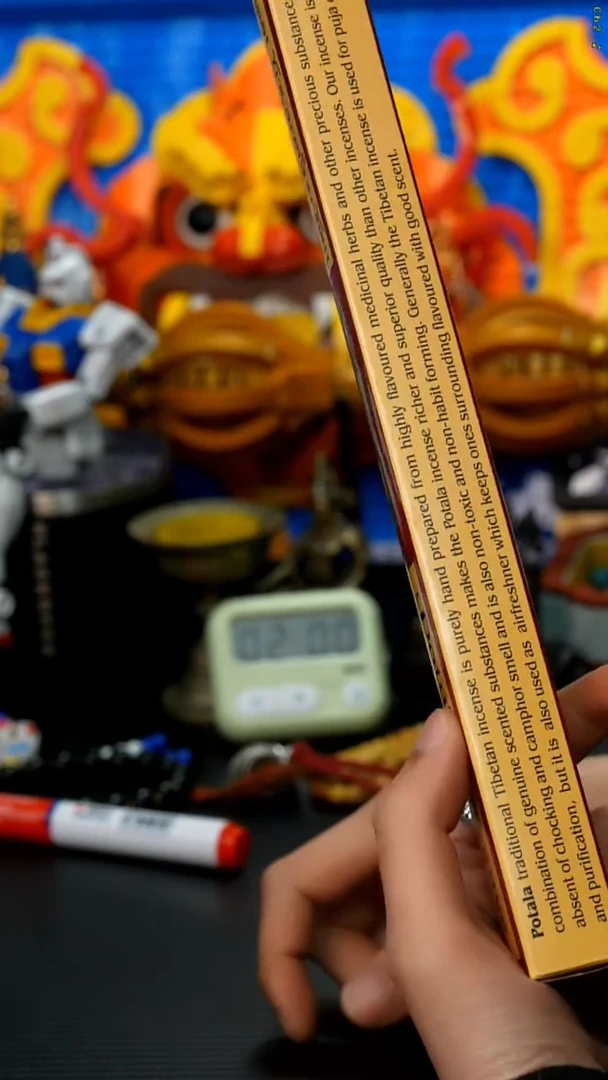 Potala traditional Tibetan incense is purely hand prepared from highly flavoured medicinal herbs and other precious substance
combination of genuine scented substances makes the Potala incense richer and superior quality than other incenses. Our incense is
absent of chocking and camphor smell and is also non-toxic and non-habit forming. Generally the Tibetan incense is used for puja
and purification, but it is also used as airfreshner which keeps ones surrounding flavoured with good scent.
02 00